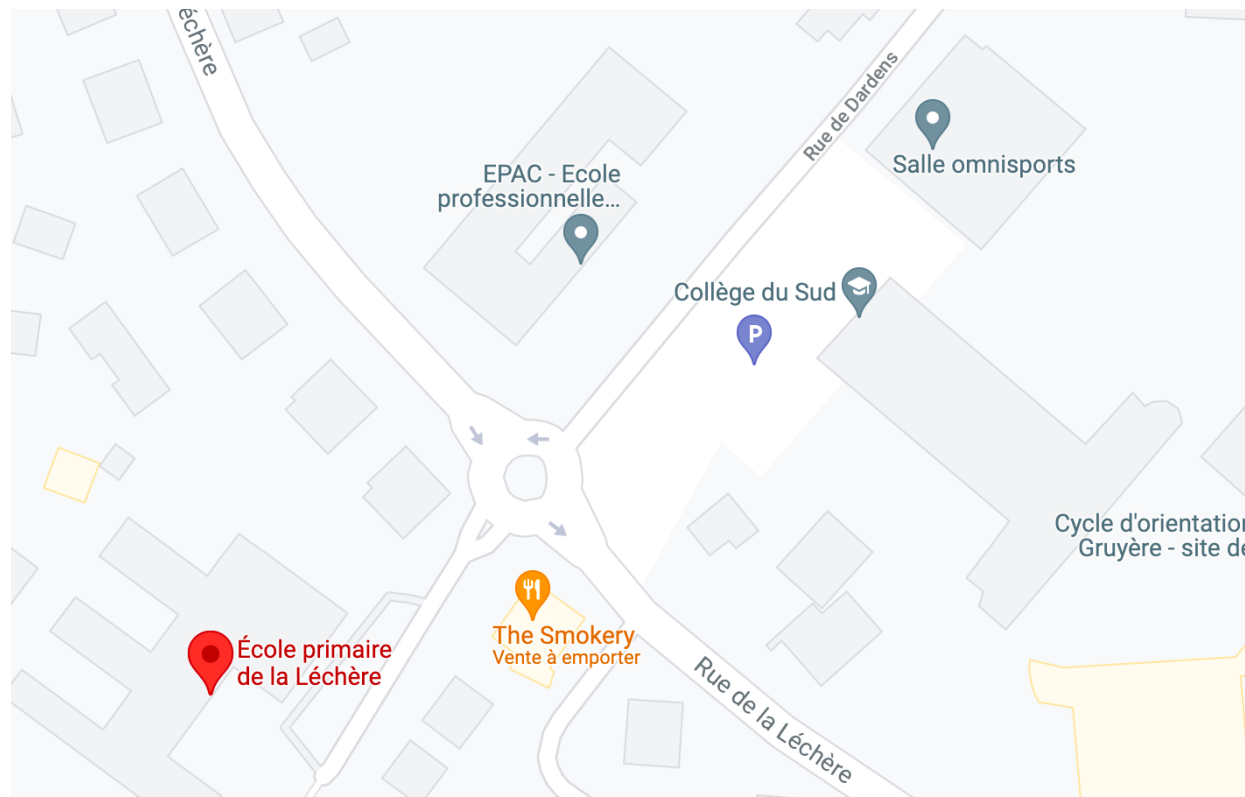 échère
Rue de Dardens
Salle omnisports
EPAC - Ecole
professionnelle...
Collège du Sud
P
Cycle d'orientation
Gruyère - site de
The Smokery
Vente à emporter
École primaire
de la Léchère
Rue de la Léchère